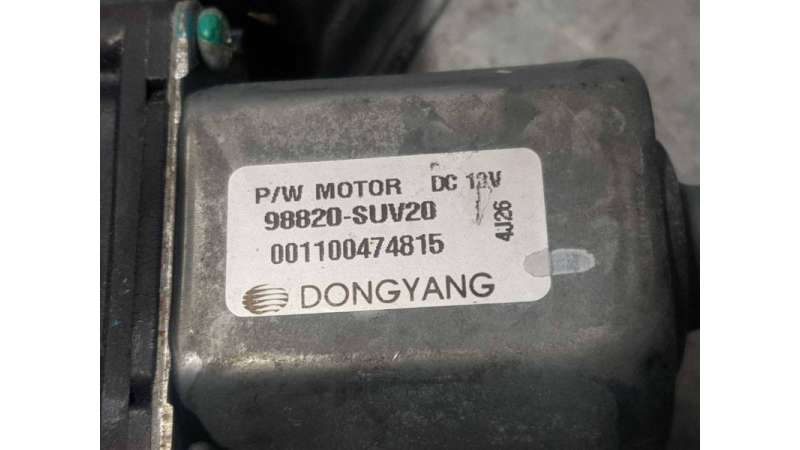 P/W MOTOR DC 12V
98820-SUV20
001100474815
4J26
DONGYANG